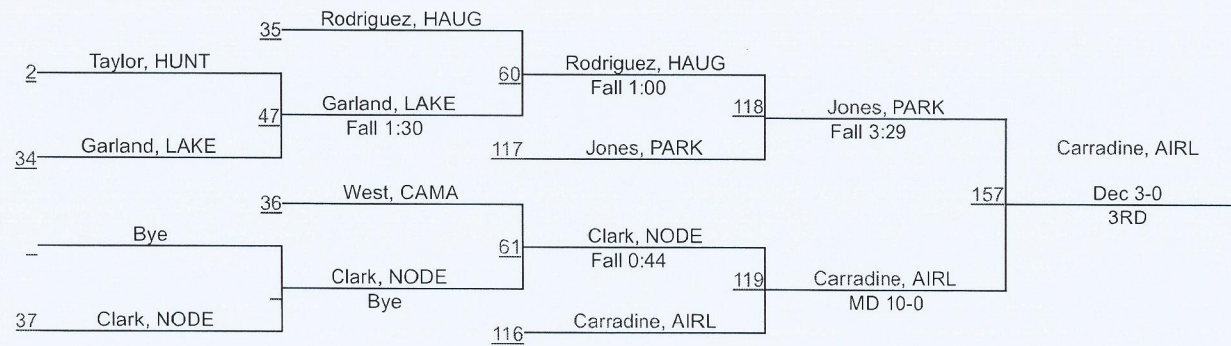 35 Rodriguez, HAUG
2 Taylor, HUNT
60 Rodriguez, HAUG
Fall 1:00
47 Garland, LAKE
Fall 1:30
118 Jones, PARK
Fall 3:29
34 Garland, LAKE
117 Jones, PARK
Carradine, AIRL
36 West, CAMA
157 Dec 3-0
3RD
Bye
61 Clark, NODE
Fall 0:44
Clark, NODE
Bye
119 Carradine, AIRL
MD 10-0
37 Clark, NODE
116 Carradine, AIRL